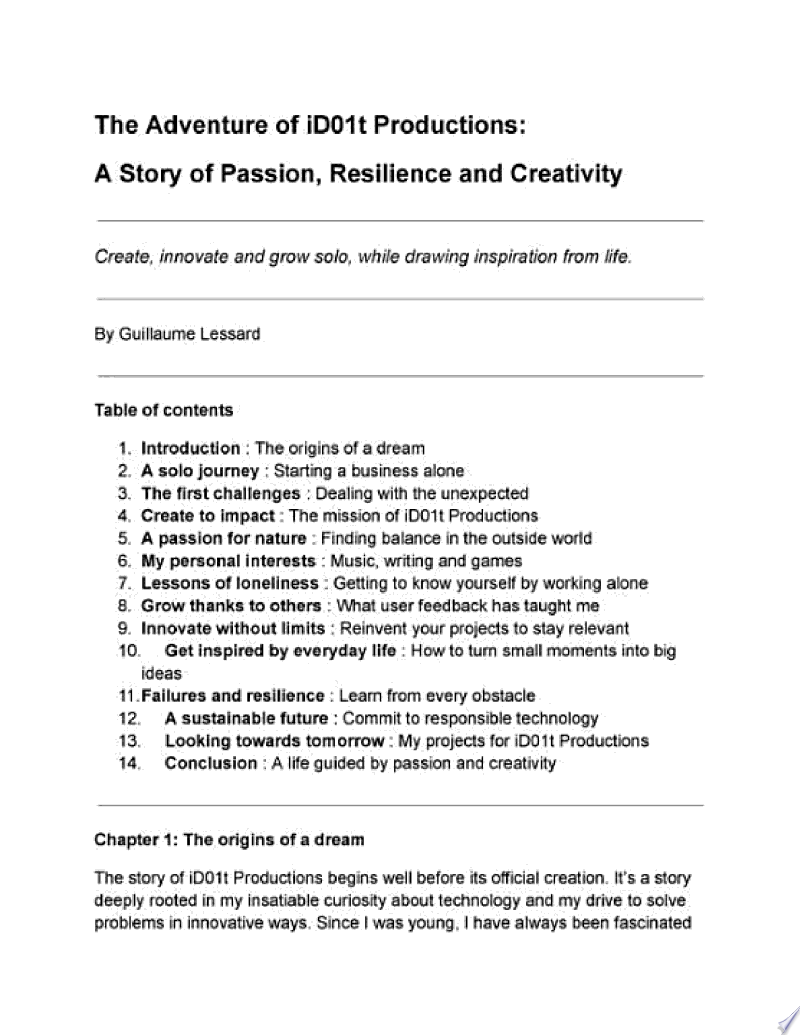 The Adventure of iD01t Productions:
A Story of Passion, Resilience and Creativity
Create, innovate and grow solo, while drawing inspiration from life.
By Guillaume Lessard
Table of contents
1. Introduction : The origins of a dream
2. A solo journey : Starting a business alone
3. The first challenges : Dealing with the unexpected
4. Create to impact : The mission of iD01t Productions
5. A passion for nature : Finding balance in the outside world
6. My personal interests : Music, writing and games
7. Lessons of loneliness : Getting to know yourself by working alone
8. Grow thanks to others : What user feedback has taught me
9. Innovate without limits : Reinvent your projects to stay relevant
10. Get inspired by everyday life : How to turn small moments into big
ideas
11.Failures and resilience : Learn from every obstacle
12. A sustainable future : Commit to responsible technology
13. Looking towards tomorrow : My projects for iD01t Productions
14. Conclusion : A life guided by passion and creativity
Chapter 1: The origins of a dream
The story of iD01t Productions begins well before its official creation. It's a story
deeply rooted in my insatiable curiosity about technology and my drive to solve
problems in innovative ways. Since I was young, I have always been fascinated